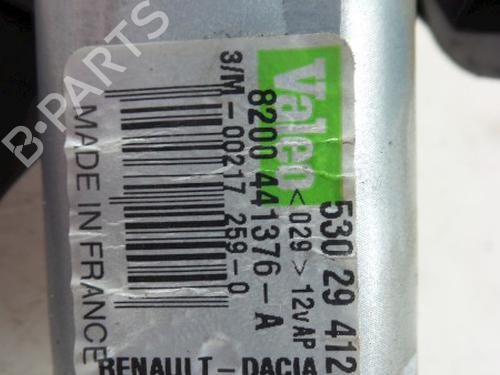 Valeo
530 29 412
<029> 12vAP
8200 441376-A
3/M-00217 259-0
MADE IN FRANCE
RENAULT-DACIA
B-PARTS